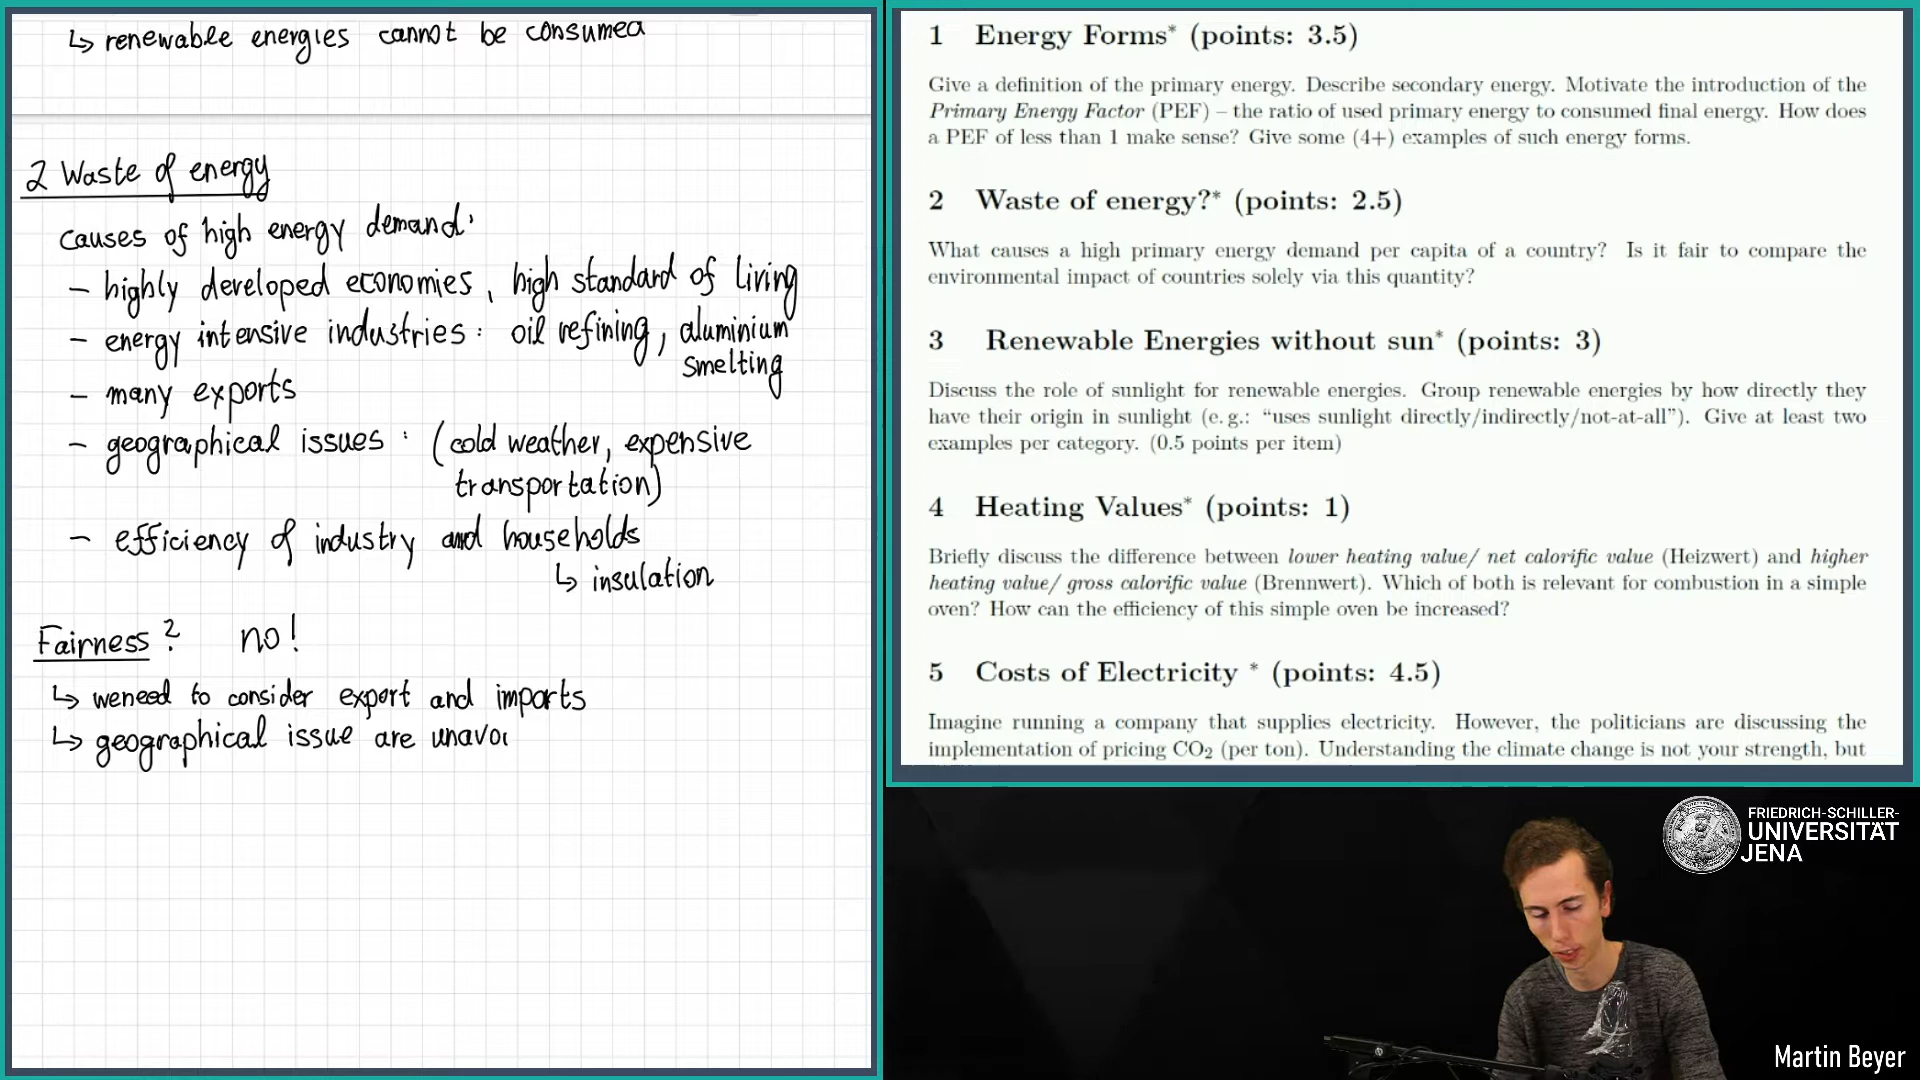 ↳ renewable energies cannot be consumed
2 Waste of energy
causes of high energy demand:
- highly developed economies, high standard of living
- energy intensive industries: oil refining, aluminium
smelting
- many exports
- geographical issues: (cold weather, expensive
transportation)
- efficiency of industry and households
↳ insulation
Fairness? no!
↳ weneed to consider export and imports
↳ geographical issue are unavoi
1 Energy Forms* (points: 3.5)
Give a definition of the primary energy. Describe secondary energy. Motivate the introduction of the
Primary Energy Factor (PEF) – the ratio of used primary energy to consumed final energy. How does
a PEF of less than 1 make sense? Give some (4+) examples of such energy forms.
2 Waste of energy?* (points: 2.5)
What causes a high primary energy demand per capita of a country? Is it fair to compare the
environmental impact of countries solely via this quantity?
3 Renewable Energies without sun* (points: 3)
Discuss the role of sunlight for renewable energies. Group renewable energies by how directly they
have their origin in sunlight (e. g.: “uses sunlight directly/indirectly/not-at-all”). Give at least two
examples per category. (0.5 points per item)
4 Heating Values* (points: 1)
Briefly discuss the difference between lower heating value/ net calorific value (Heizwert) and higher
heating value/ gross calorific value (Brennwert). Which of both is relevant for combustion in a simple
oven? How can the efficiency of this simple oven be increased?
5 Costs of Electricity * (points: 4.5)
Imagine running a company that supplies electricity. However, the politicians are discussing the
implementation of pricing CO₂ (per ton). Understanding the climate change is not your strength, but
FRIEDRICH-SCHILLER-
UNIVERSITÄT
JENA
Martin Beyer